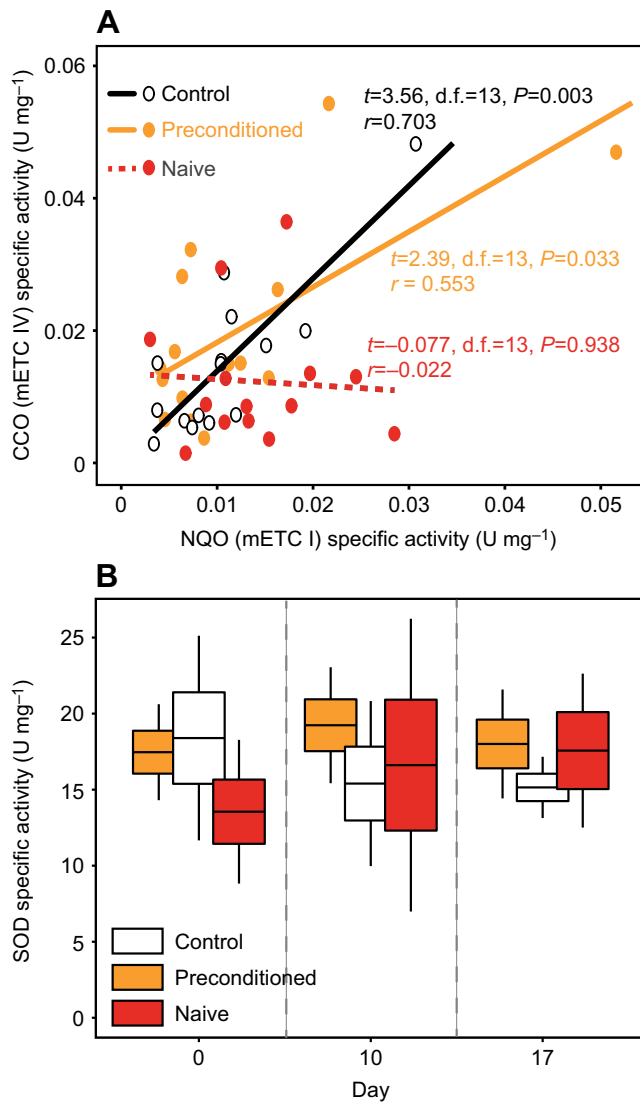 A
CCO (mETC IV) specific activity (U mg–1)
0.06
0.04
0.02
0
Control
Preconditioned
Naive
t=3.56, d.f.=13, P=0.003
r=0.703
t=2.39, d.f.=13, P=0.033
r = 0.553
t=–0.077, d.f.=13, P=0.938
r=–0.022
0 0.01 0.02 0.03 0.04 0.05
NQO (mETC I) specific activity (U mg–1)
B
SOD specific activity (U mg–1)
25
20
15
10
5
0
Control
Preconditioned
Naive
0 10 17
Day